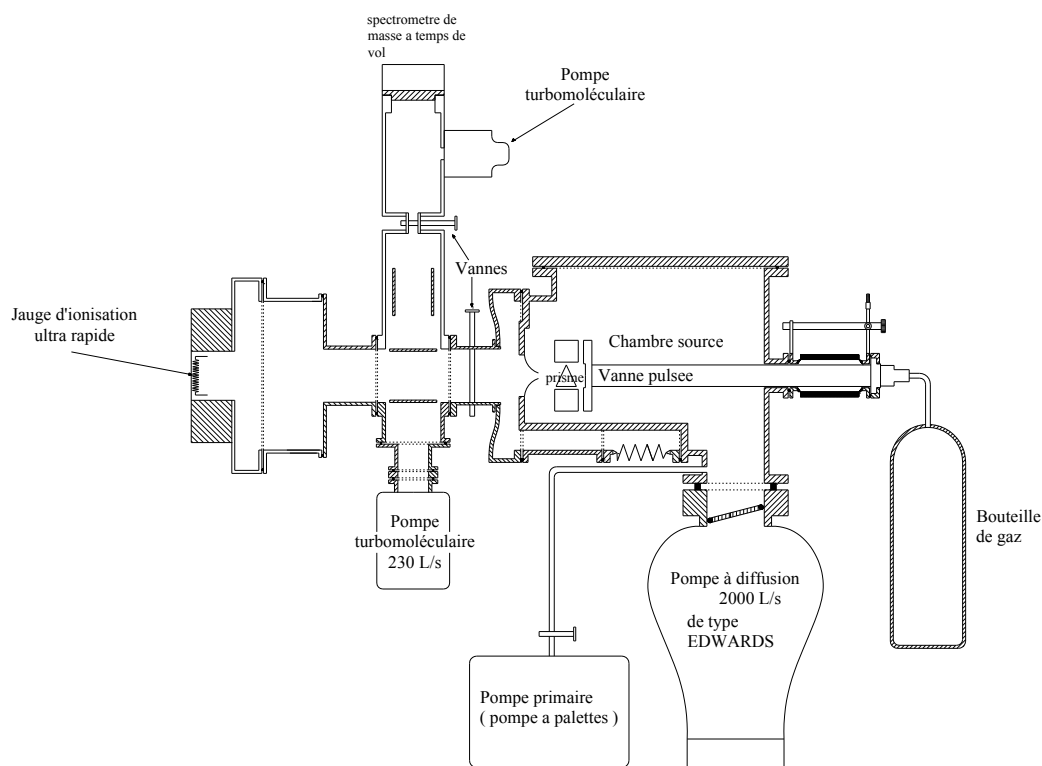 spectrometre de
masse a temps de
vol
Pompe
turbomoléculaire
Vannes
Jauge d'ionisation
ultra rapide
Chambre source
prisme
Vanne pulsee
Pompe
turbomoléculaire
230 L/s
Bouteille
de gaz
Pompe à diffusion
2000 L/s
de type
EDWARDS
Pompe primaire
( pompe a palettes )